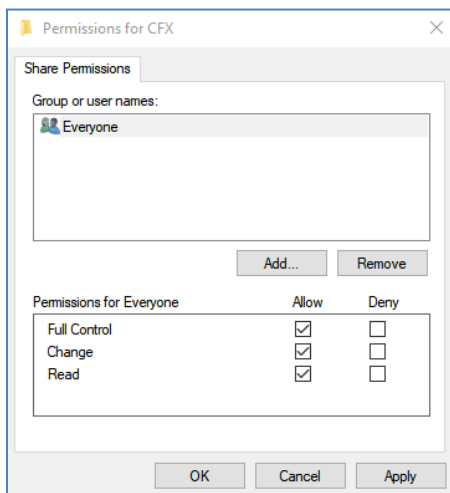 Permissions for CFX
Share Permissions
Group or user names:
Everyone
Add... Remove
Permissions for Everyone Allow Deny
Full Control
Change
Read
OK Cancel Apply